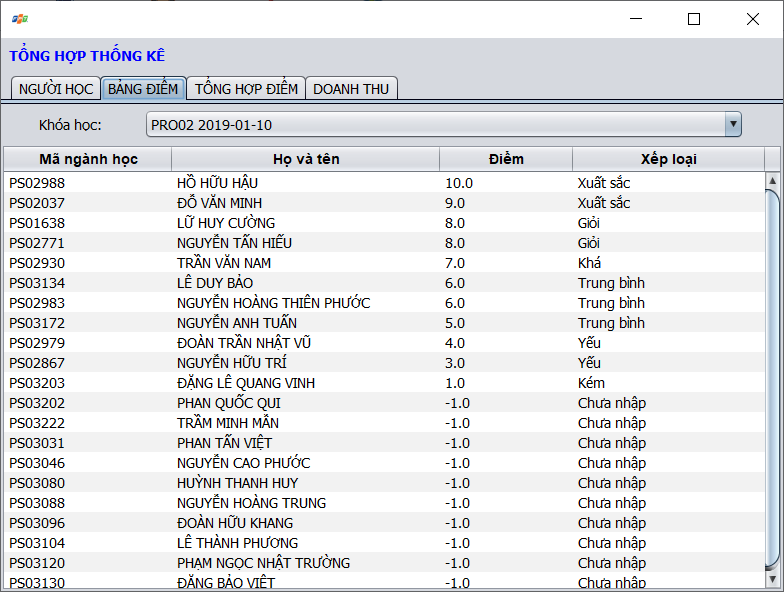 TỔNG HỢP THỐNG KÊ
NGƯỜI HỌC BẢNG ĐIỂM TỔNG HỢP ĐIỂM DOANH THU
Khóa học: PRO02 2019-01-10
Mã ngành học Họ và tên Điểm Xếp loại
PS02988 HỒ HỮU HẬU 10.0 Xuất sắc
PS02037 ĐỖ VĂN MINH 9.0 Xuất sắc
PS01638 LỮ HUY CƯỜNG 8.0 Giỏi
PS02771 NGUYỄN TẤN HIẾU 8.0 Giỏi
PS02930 TRẦN VĂN NAM 7.0 Khá
PS03134 LÊ DUY BẢO 6.0 Trung bình
PS02983 NGUYỄN HOÀNG THIÊN PHƯỚC 6.0 Trung bình
PS03172 NGUYỄN ANH TUẤN 5.0 Trung bình
PS02979 ĐOÀN TRẦN NHẬT VŨ 4.0 Yếu
PS02867 NGUYỄN HỮU TRÍ 3.0 Yếu
PS03203 ĐẶNG LÊ QUANG VINH 1.0 Kém
PS03202 PHAN QUỐC QUI -1.0 Chưa nhập
PS03222 TRẦM MINH MẪN -1.0 Chưa nhập
PS03031 PHAN TẤN VIỆT -1.0 Chưa nhập
PS03046 NGUYỄN CAO PHƯỚC -1.0 Chưa nhập
PS03080 HUỲNH THANH HUY -1.0 Chưa nhập
PS03088 NGUYỄN HOÀNG TRUNG -1.0 Chưa nhập
PS03096 ĐOÀN HỮU KHANG -1.0 Chưa nhập
PS03104 LÊ THÀNH PHƯƠNG -1.0 Chưa nhập
PS03120 PHẠM NGỌC NHẬT TRƯỜNG -1.0 Chưa nhập
PS03130 ĐẶNG BẢO VIỆT -1.0 Chưa nhập